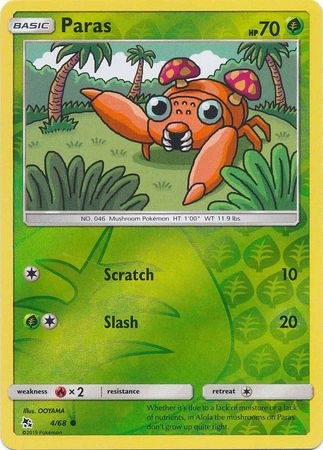 BASIC Paras HP70
NO. 046 Mushroom Pokémon HT: 1'00" WT: 11.9 lbs.
Scratch 10
Slash 20
weakness ×2 resistance retreat
Illus. OOYAMA
4/68
©2019 Pokémon
Whether it's due to a lack of moisture or a lack
of nutrients, in Alola the mushrooms on Paras
don't grow up quite right.